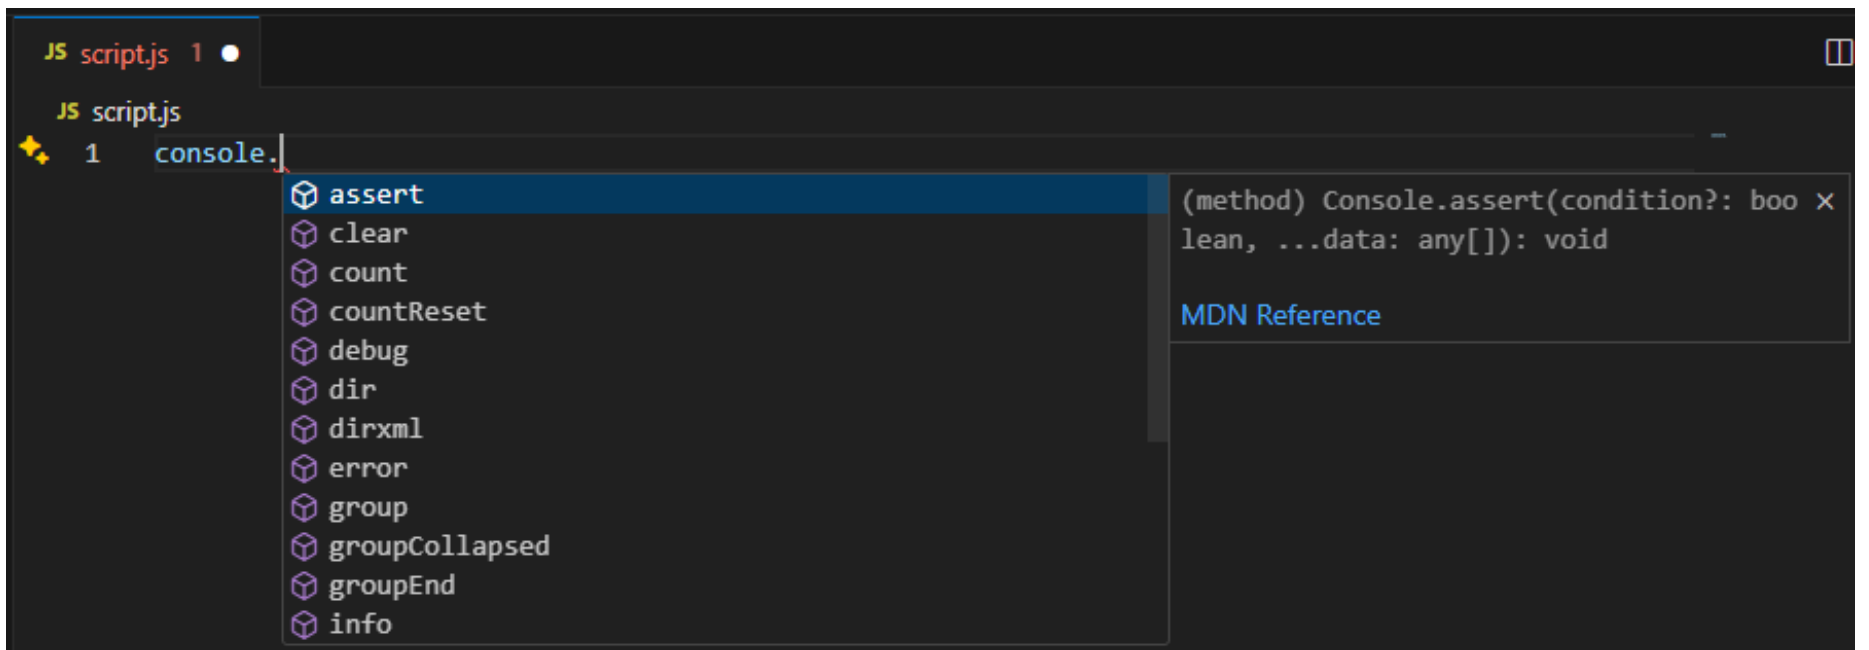 JS script.js 1
JS script.js
1 console.
assert
clear
count
countReset
debug
dir
dirxml
error
group
groupCollapsed
groupEnd
info
(method) Console.assert(condition?: boo
lean, ...data: any[]): void
MDN Reference